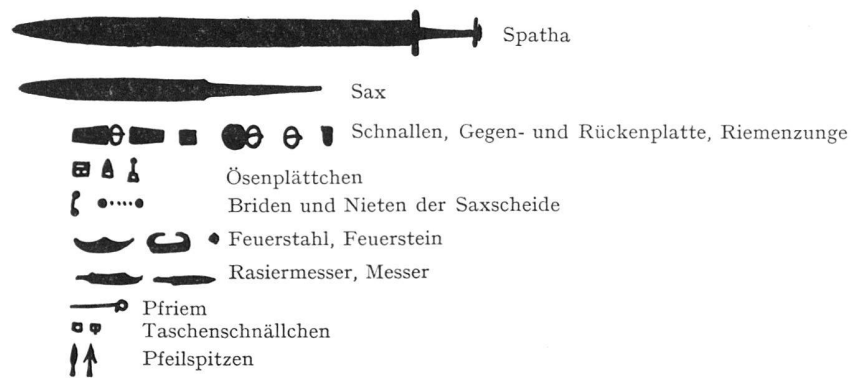 Spatha
Sax
Schnallen, Gegen- und Rückenplatte, Riemenzunge
Ösenplättchen
Briden und Nieten der Saxscheide
Feuerstahl, Feuerstein
Rasiermesser, Messer
Pfriem
Taschenschnällchen
Pfeilspitzen